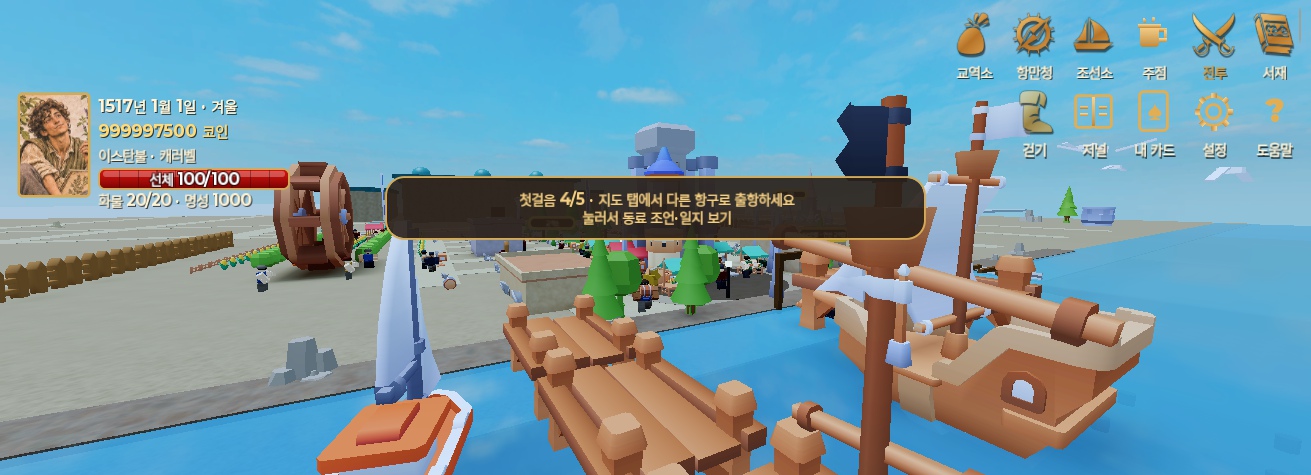 교역소
항만청
조선소
주점
전투
서재
걷기
저널
내 카드
설정
도움말
1517년 1월 1일 · 겨울
999997500 코인
이스탄불 · 캐러벨
선체 100/100
화물 20/20 · 명성 1000
첫걸음 4/5 · 지도 탭에서 다른 항구로 출항하세요
눌러서 동료 조언·일지 보기